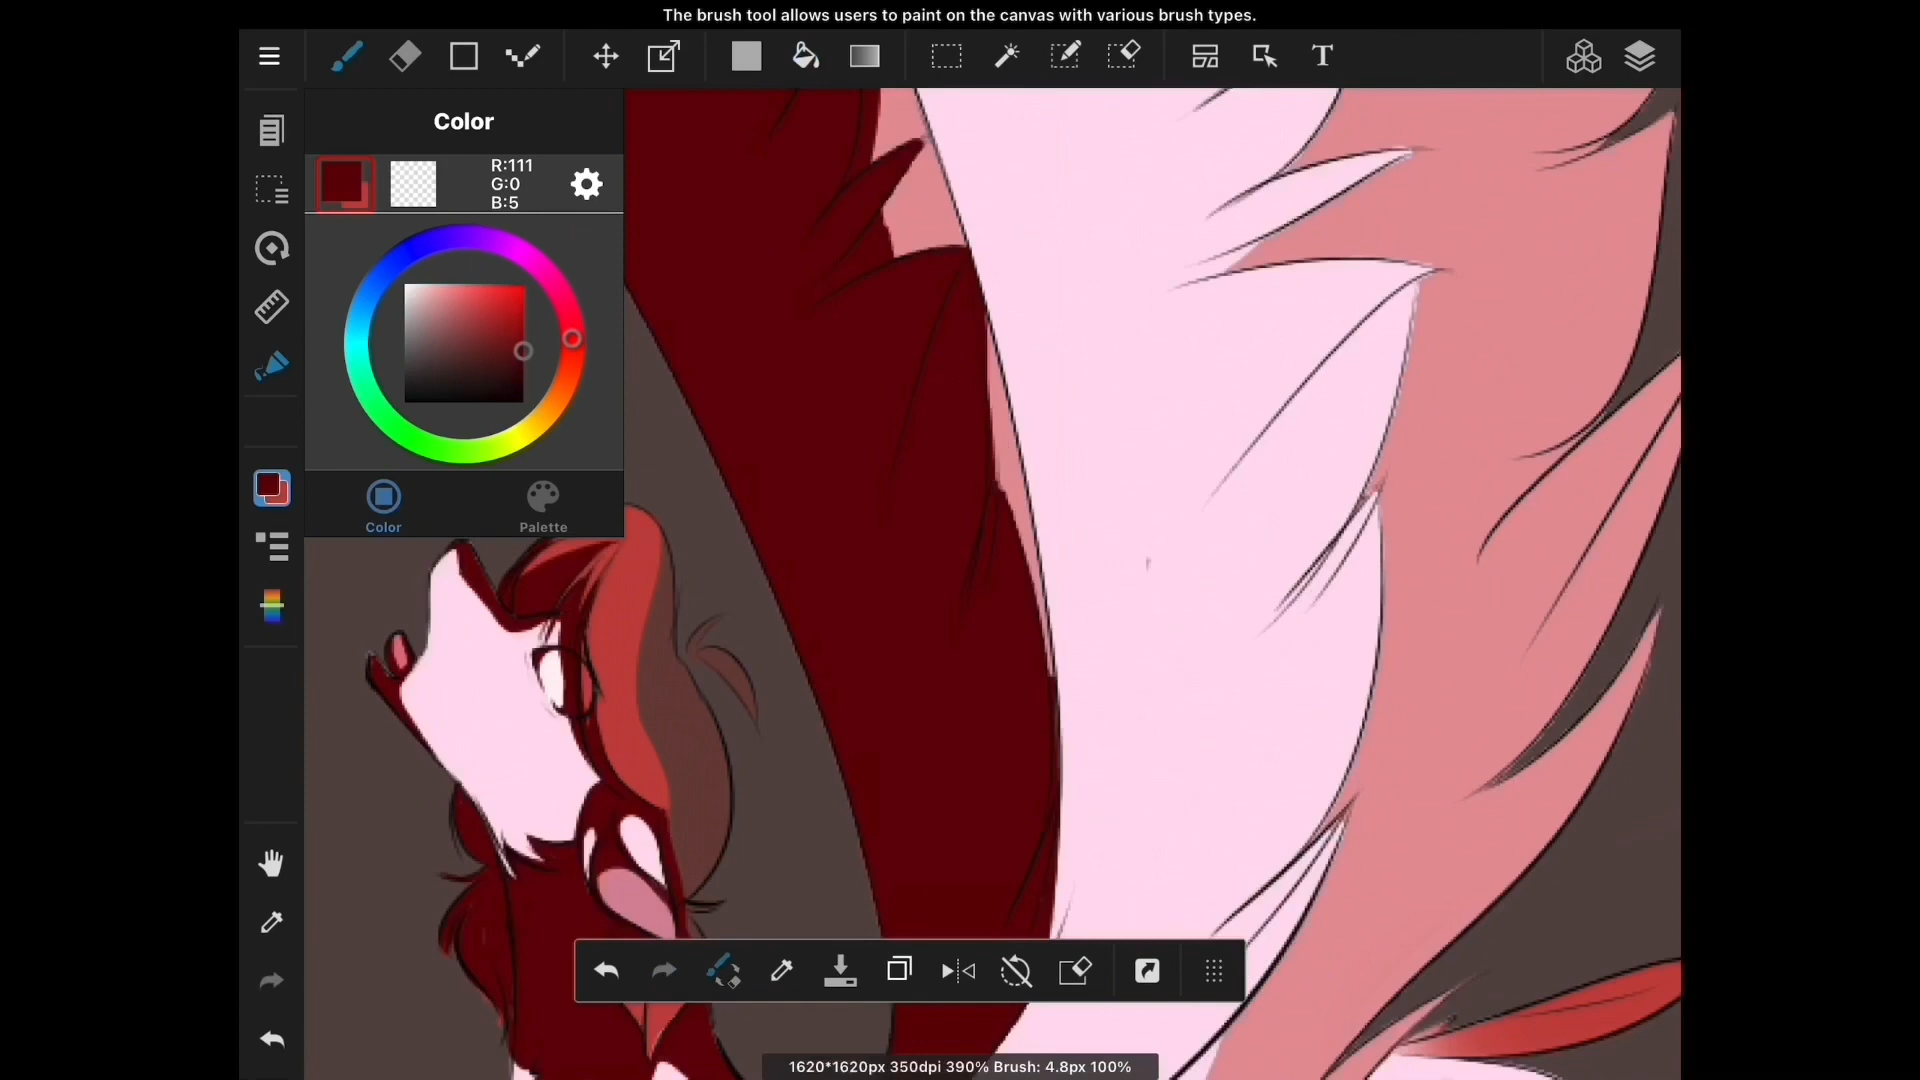 The brush tool allows users to paint on the canvas with various brush types.
T
Color
R:111
G:0
B:5
Color
Palette
1620*1620px 350dpi 390% Brush: 4.8px 100%